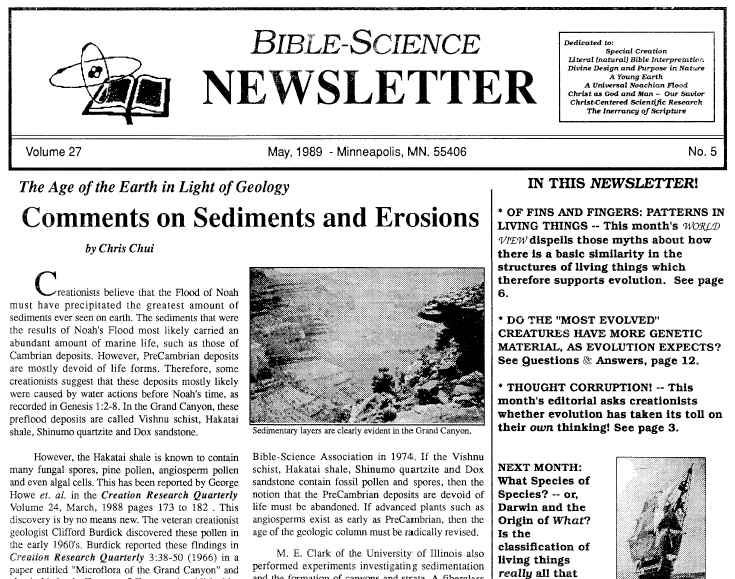 BIBLE-SCIENCE
NEWSLETTER
Dedicated to:
Special Creation
Literal (natural) Bible Interpretation
Divine Design and Purpose in Nature
A Young Earth
A Universal Noachian Flood
Christ as God and Man -- Our Savior
Christ-Centered Scientific Research
The Inerrancy of Scripture
Volume 27
May, 1989 - Minneapolis, MN. 55406
No. 5
The Age of the Earth in Light of Geology
Comments on Sediments and Erosions
by Chris Chui
Creationists believe that the Flood of Noah
must have precipitated the greatest amount of
sediments ever seen on earth. The sediments that were
the results of Noah's Flood most likely carried an
abundant amount of marine life, such as those of
Cambrian deposits. However, PreCambrian deposits
are mostly devoid of life forms. Therefore, some
creationists suggest that these deposits mostly likely
were caused by water actions before Noah's time, as
recorded in Genesis 1:2-8. In the Grand Canyon, these
preflood deposits are called Vishnu schist, Hakatai
shale, Shinumo quartzite and Dox sandstone.
However, the Hakatai shale is known to contain
many fungal spores, pine pollen, angiosperm pollen
and even algal cells. This has been reported by George
Howe et. al. in the Creation Research Quarterly
Volume 24, March, 1988 pages 173 to 182 . This
discovery is by no means new. The veteran creationist
geologist Clifford Burdick discovered these pollen in
the early 1960's. Burdick reported these findings in
Creation Research Quarterly 3:38-50 (1966) in a
paper entitled "Microflora of the Grand Canyon" and
Sedimentary layers are clearly evident in the Grand Canyon.
Bible-Science Association in 1974. If the Vishnu
schist, Hakatai shale, Shinumo quartzite and Dox
sandstone contain fossil pollen and spores, then the
notion that the PreCambrian deposits are devoid of
life must be abandoned. If advanced plants such as
angiosperms exist as early as PreCambrian, then the
age of the geologic column must be radically revised.
M. E. Clark of the University of Illinois also
performed experiments investigating sedimentation
and the formation of canyons and strata. A fiberglass
IN THIS NEWSLETTER!
* OF FINS AND FINGERS: PATTERNS IN
LIVING THINGS -- This month's WORLD
VIEW dispells those myths about how
there is a basic similarity in the
structures of living things which
therefore supports evolution. See page
6.
* DO THE "MOST EVOLVED"
CREATURES HAVE MORE GENETIC
MATERIAL, AS EVOLUTION EXPECTS?
See Questions & Answers, page 12.
* THOUGHT CORRUPTION! -- This
month's editorial asks creationists
whether evolution has taken its toll on
their own thinking! See page 3.
NEXT MONTH:
What Species of
Species? -- or,
Darwin and the
Origin of What?
Is the
classification of
living things
really all that